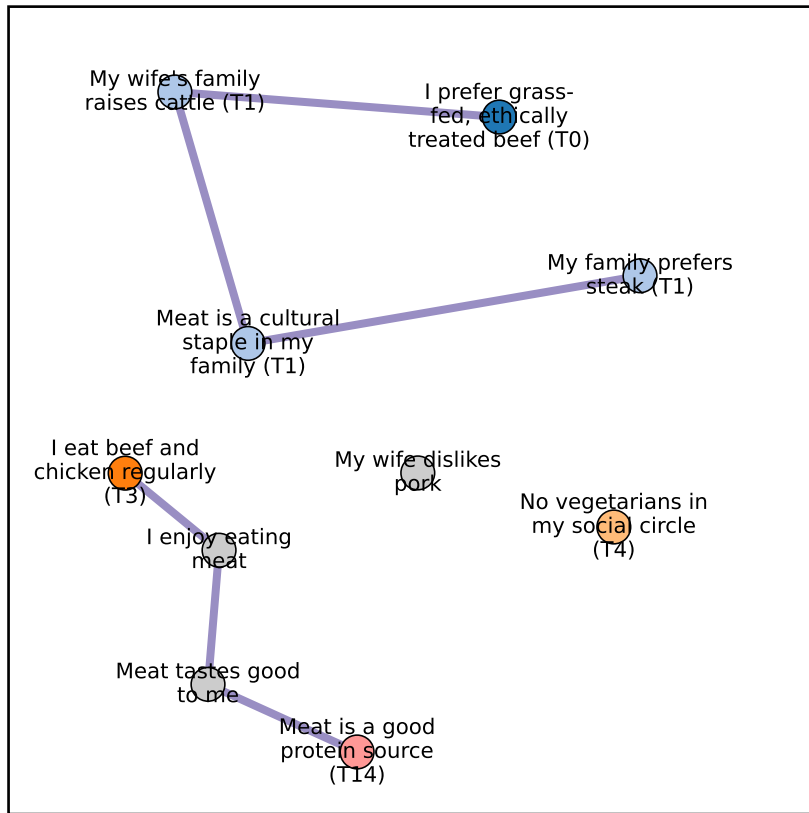 My wife's family
raises cattle (T1)
I prefer grass-
fed, ethically
treated beef (T0)
My family prefers
steak (T1)
Meat is a cultural
staple in my
family (T1)
I eat beef and
chicken regularly
(T3)
My wife dislikes
pork
No vegetarians in
my social circle
(T4)
I enjoy eating
meat
Meat tastes good
to me
Meat is a good
protein source
(T14)